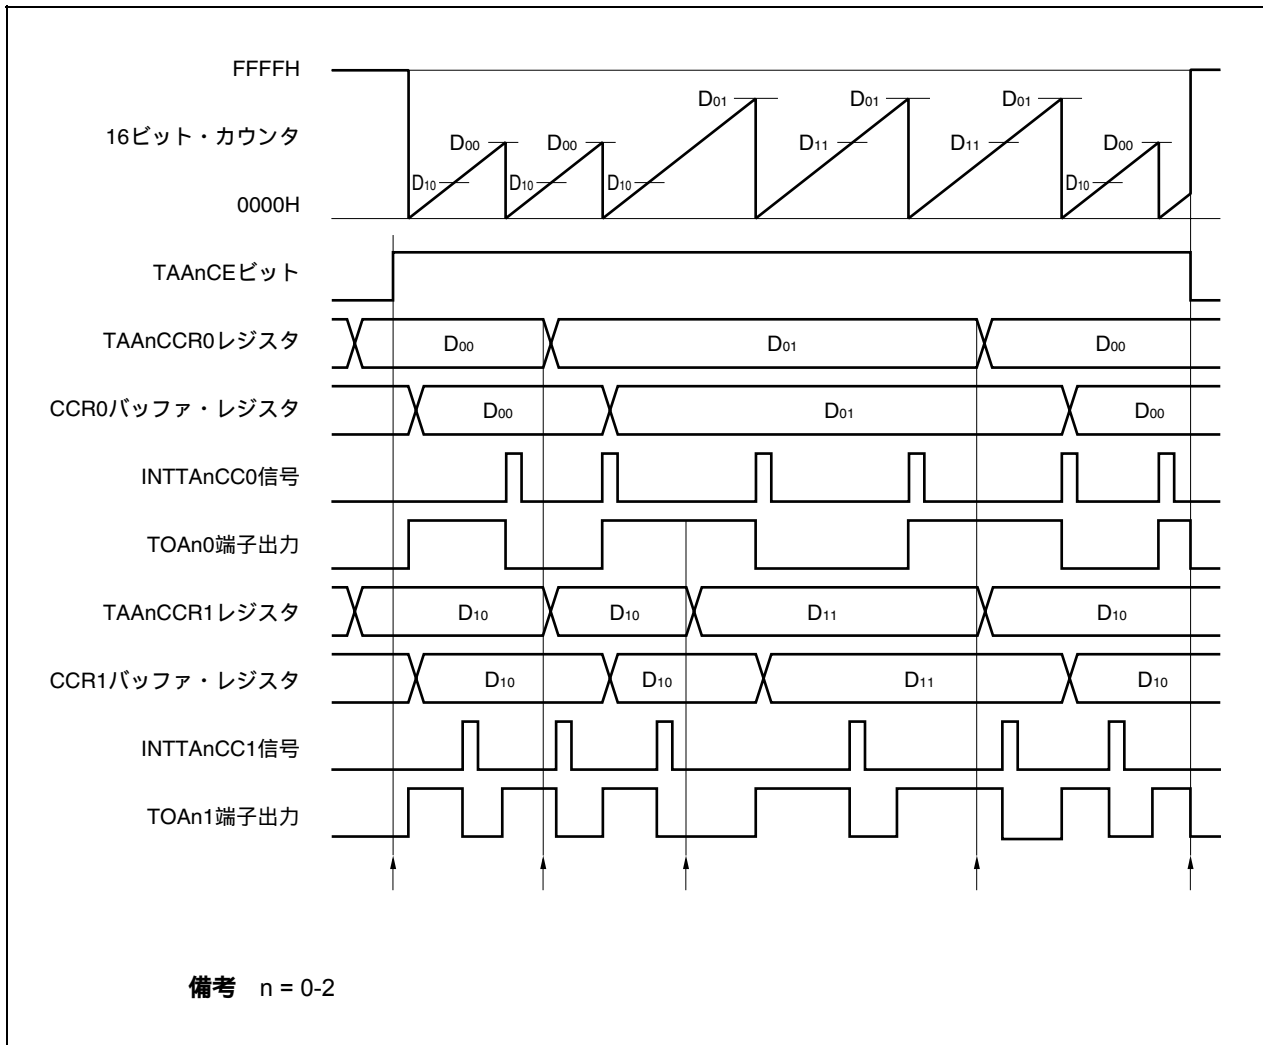 FFFFH
D01 D01 D01
16ビット・カウンタ
D00 D00 D11 D11 D00
D10 D10 D10 D10
0000H
TAAnCEビット
TAAnCCR0レジスタ D00 D01 D00
CCR0バッファ・レジスタ D00 D01 D00
INTTAnCC0信号
TOAn0端子出力
TAAnCCR1レジスタ D10 D10 D11 D10
CCR1バッファ・レジスタ D10 D10 D11 D10
INTTAnCC1信号
TOAn1端子出力
備考 n = 0-2